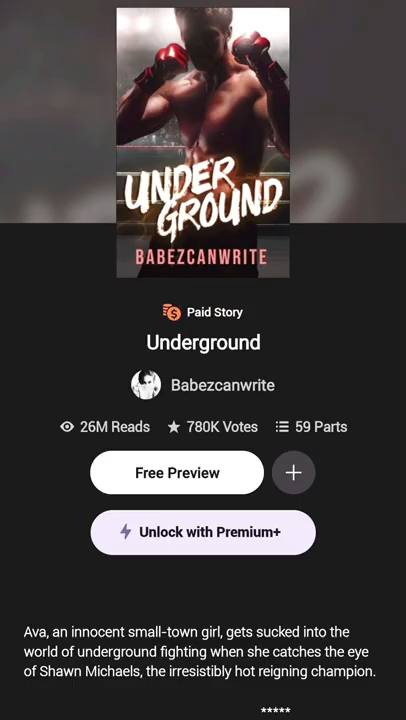 UNDER
GROUND
BABEZCANWRITE
Paid Story
Underground
Babezcanwrite
26M Reads 780K Votes 59 Parts
Free Preview
Unlock with Premium+
Ava, an innocent small-town girl, gets sucked into the
world of underground fighting when she catches the eye
of Shawn Michaels, the irresistibly hot reigning champion.
*****